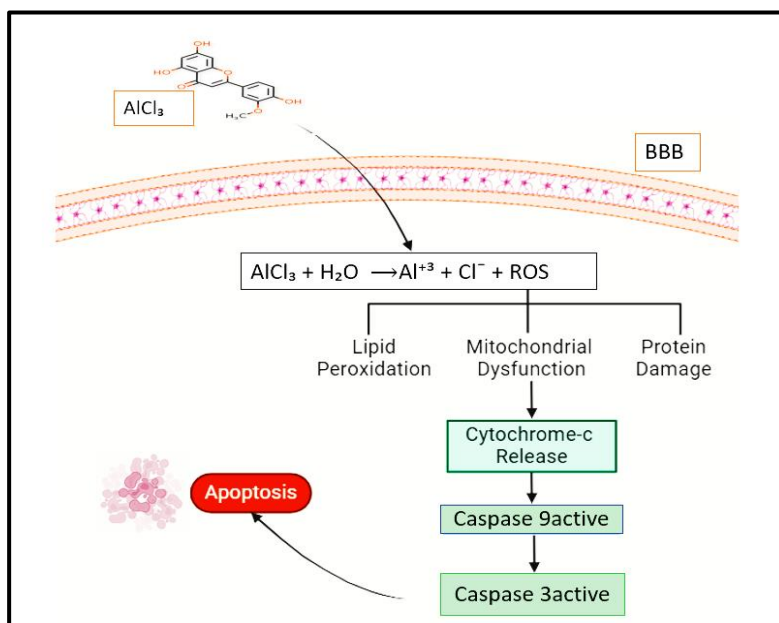 OH
HO
O
O
OH
O
H₃C
AlCl₃
BBB
AlCl₃ + H₂O ⟶Al⁺³ + Cl⁻ + ROS
Lipid
Peroxidation
Mitochondrial
Dysfunction
Protein
Damage
Cytochrome-c
Release
Caspase 9active
Apoptosis
Caspase 3active